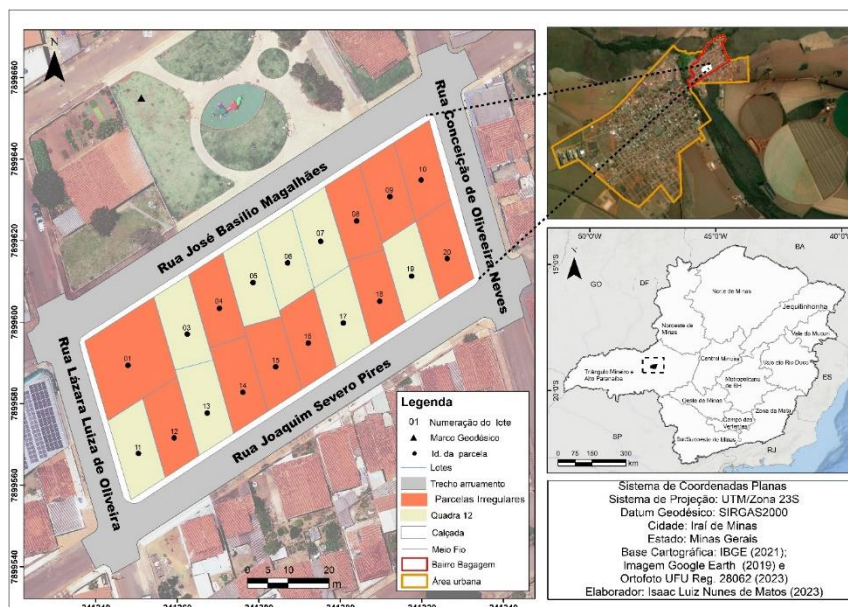 N
7899660
7899640
7899620
7899600
7899580
7899560
7899540
Rua José Basílio Magalhães
Rua Conceição de Oliveeira Neves
Rua Lázara Luiza de Oliveira
Rua Joaquim Severo Pires
01
03
04
05
06
07
08
09
10
11
12
13
14
15
16
17
18
19
20
0 10 20
m
Legenda
01 Numeração do lote
Marco Geodésico
Id. da parcela
Lotes
Trecho arruamento
Parcelas Irregulares
Quadra 12
Calçada
Meio Fio
Bairro Bagagem
Área urbana
50°0'W 45°0'W 40°0'W
15°0'S
20°0'S
BA
GO
DF
ES
SP
RJ
Norte de Minas
Jequitinhonha
Noroeste de Minas
Vale do Mucuri
Central Mineira
Vale do Rio Doce
Triângulo Mineiro e Alto Paranaíba
Metropolitana de BH
Oeste de Minas
Zona da Mata
Campo das Vertentes
Sul/Sudoeste de Minas
0 75 150 300
km
Sistema de Coordenadas Planas
Sistema de Projeção: UTM/Zona 23S
Datum Geodésico: SIRGAS2000
Cidade: Iraí de Minas
Estado: Minas Gerais
Base Cartográfica: IBGE (2021);
Imagem Google Earth (2019) e
Ortofoto UFU Reg. 28062 (2023)
Elaborador: Isaac Luiz Nunes de Matos (2023)